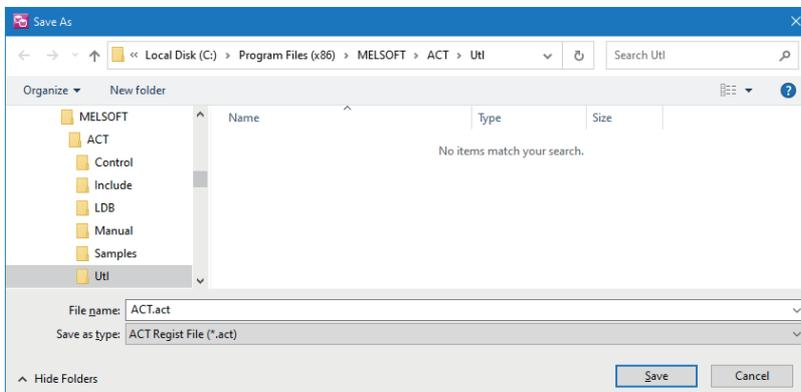 Save As
« Local Disk (C:) › Program Files (x86) › MELSOFT › ACT › Utl
Search Utl
Organize
New folder
?
MELSOFT
ACT
Control
Include
LDB
Manual
Samples
Utl
Name
Type
Size
No items match your search.
File name: ACT.act
Save as type: ACT Regist File (*.act)
Hide Folders
Save
Cancel